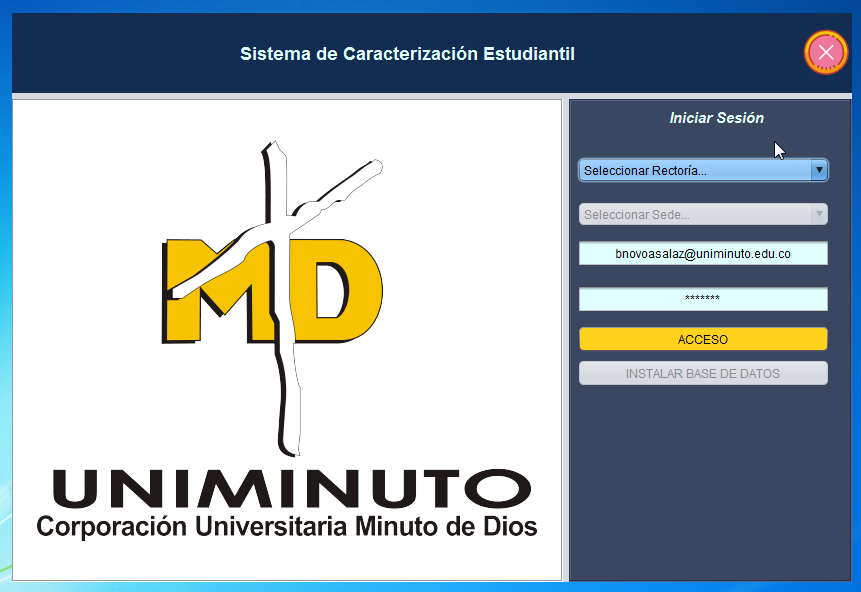 Sistema de Caracterización Estudiantil
MD
UNIMINUTO
Corporación Universitaria Minuto de Dios
Iniciar Sesión
Seleccionar Rectoría...
Seleccionar Sede...
bnovoasalaz@uniminuto.edu.co
*******
ACCESO
INSTALAR BASE DE DATOS